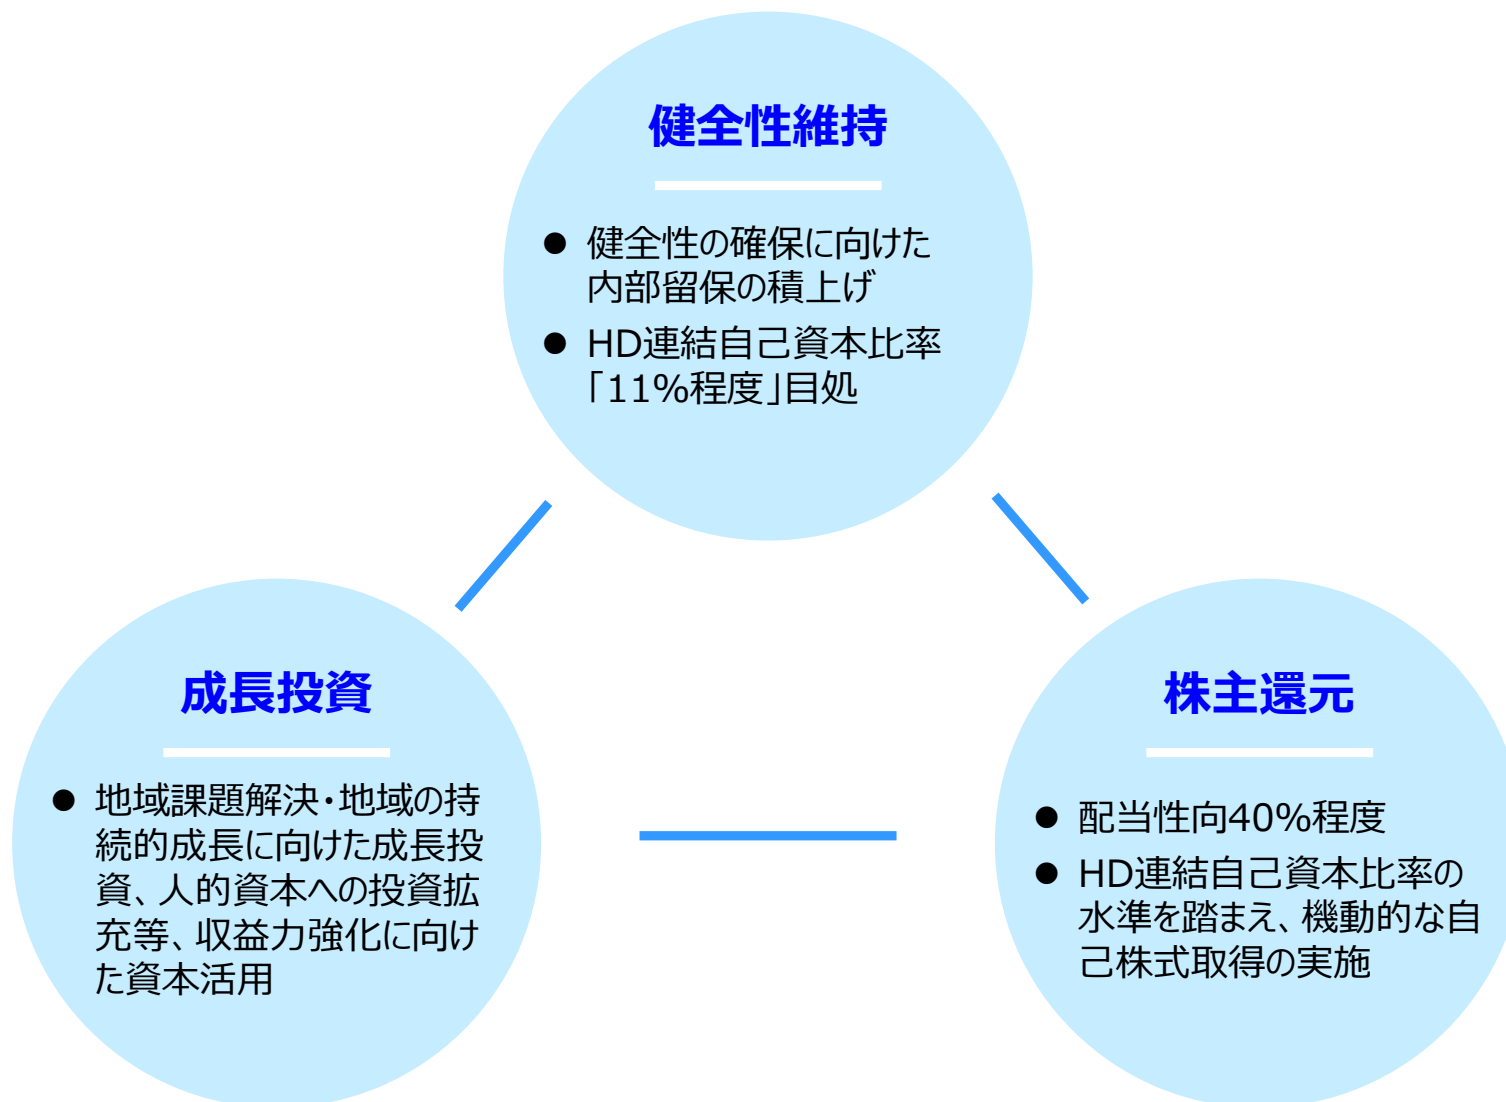 健全性維持
● 健全性の確保に向けた
内部留保の積上げ
● HD連結自己資本比率
「11%程度」目処
成長投資
● 地域課題解決・地域の持
続的成長に向けた成長投
資、人的資本への投資拡
充等、収益力強化に向け
た資本活用
株主還元
● 配当性向40%程度
● HD連結自己資本比率の
水準を踏まえ、機動的な自
己株式取得の実施